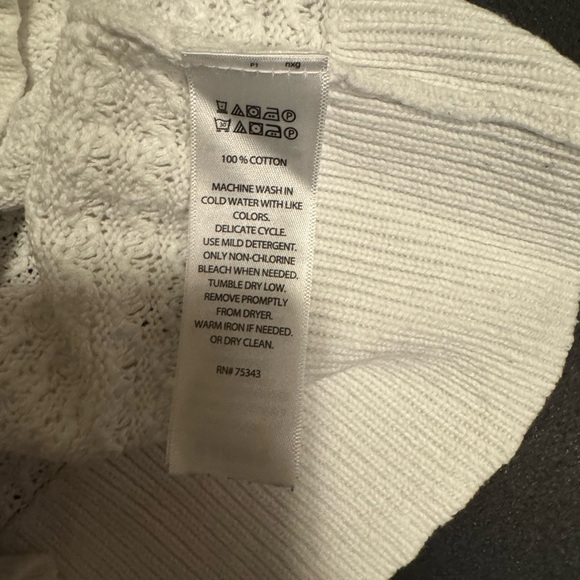 P1 nxg
100 % COTTON
MACHINE WASH IN
COLD WATER WITH LIKE
COLORS.
DELICATE CYCLE.
USE MILD DETERGENT.
ONLY NON-CHLORINE
BLEACH WHEN NEEDED.
TUMBLE DRY LOW.
REMOVE PROMPTLY
FROM DRYER.
WARM IRON IF NEEDED.
OR DRY CLEAN.
RN# 75343